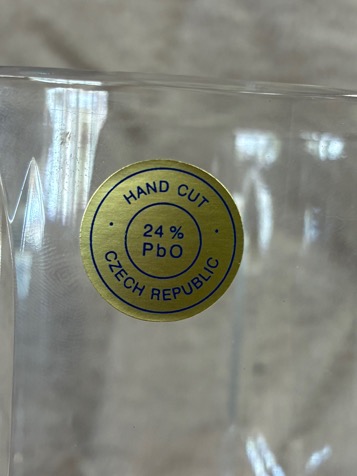 HAND CUT
24 %
PbO
CZECH REPUBLIC